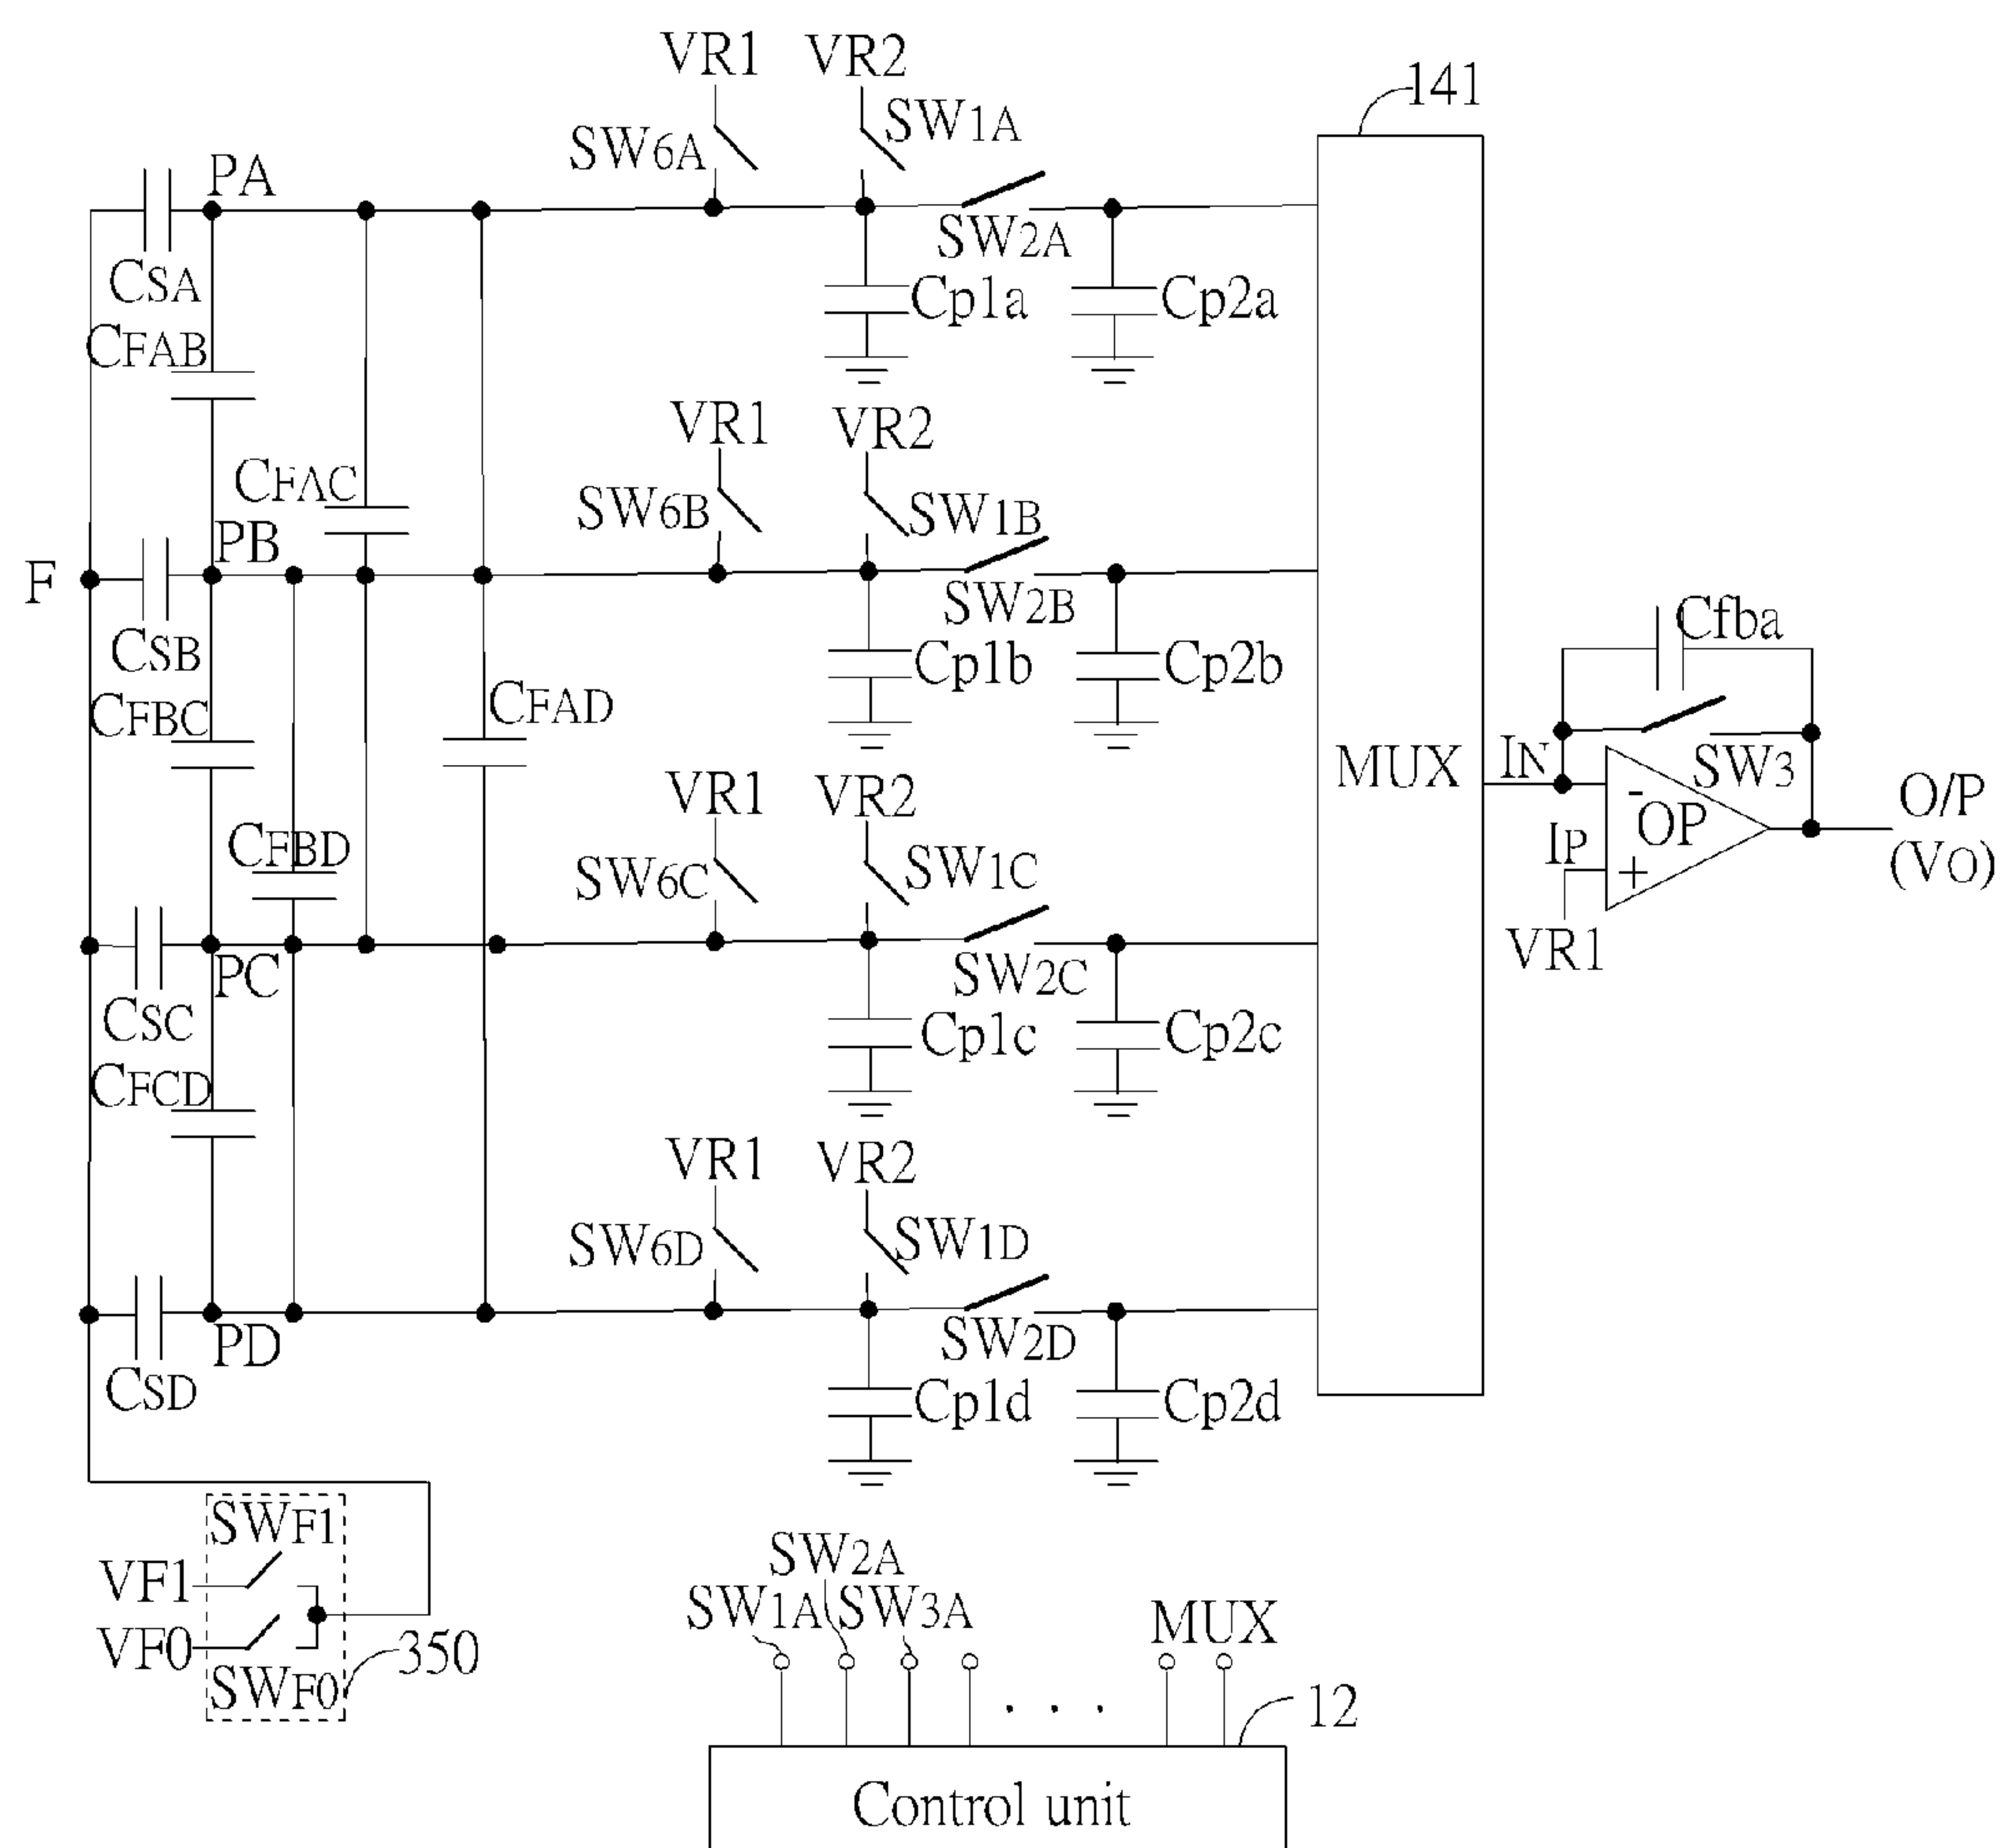 VR1 VR2
141
SW6A SW1A
PA
SW2A
CSA
Cp1a Cp2a
CFAB
VR1 VR2
CFAC
SW6B SW1B
PB
F
SW2B
CSB
Cfba
Cp1b Cp2b
CFBC
CFAD
MUX
IN
SW3
VR1 VR2
-
OP
O/P
(VO)
CFBD
IP
+
SW6C SW1C
VR1
PC
SW2C
CSC
Cp1c Cp2c
CFCD
VR1 VR2
SW6D SW1D
PD
SW2D
CSD
Cp1d Cp2d
SWF1
VF1
VF0
SWF0
350
SW2A
SW1A SW3A
MUX
. . .
12
Control unit